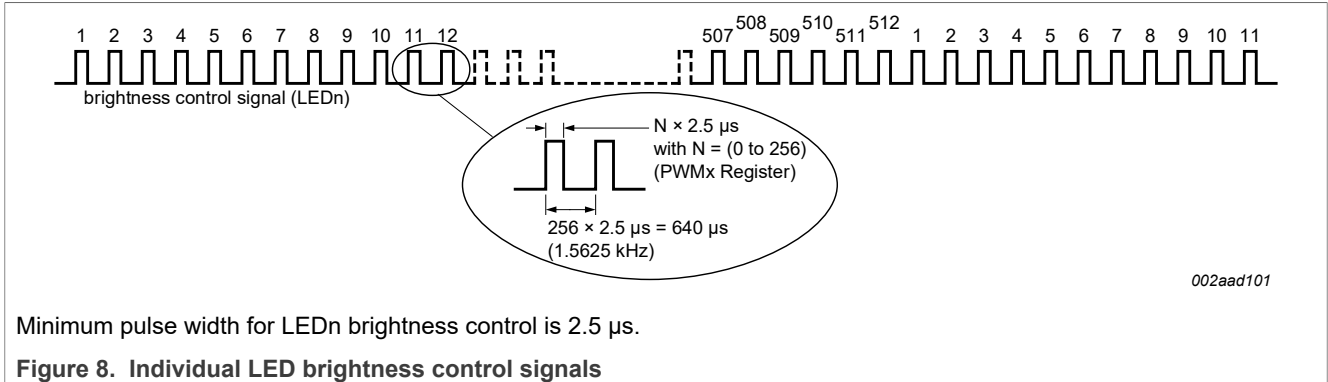 1 2 3 4 5 6 7 8 9 10 11 12 507 508 509 510 511 512 1 2 3 4 5 6 7 8 9 10 11
brightness control signal (LEDn)
N × 2.5 µs
with N = (0 to 256)
(PWMx Register)
256 × 2.5 µs = 640 µs
(1.5625 kHz)
002aad101
Minimum pulse width for LEDn brightness control is 2.5 µs.
Figure 8. Individual LED brightness control signals